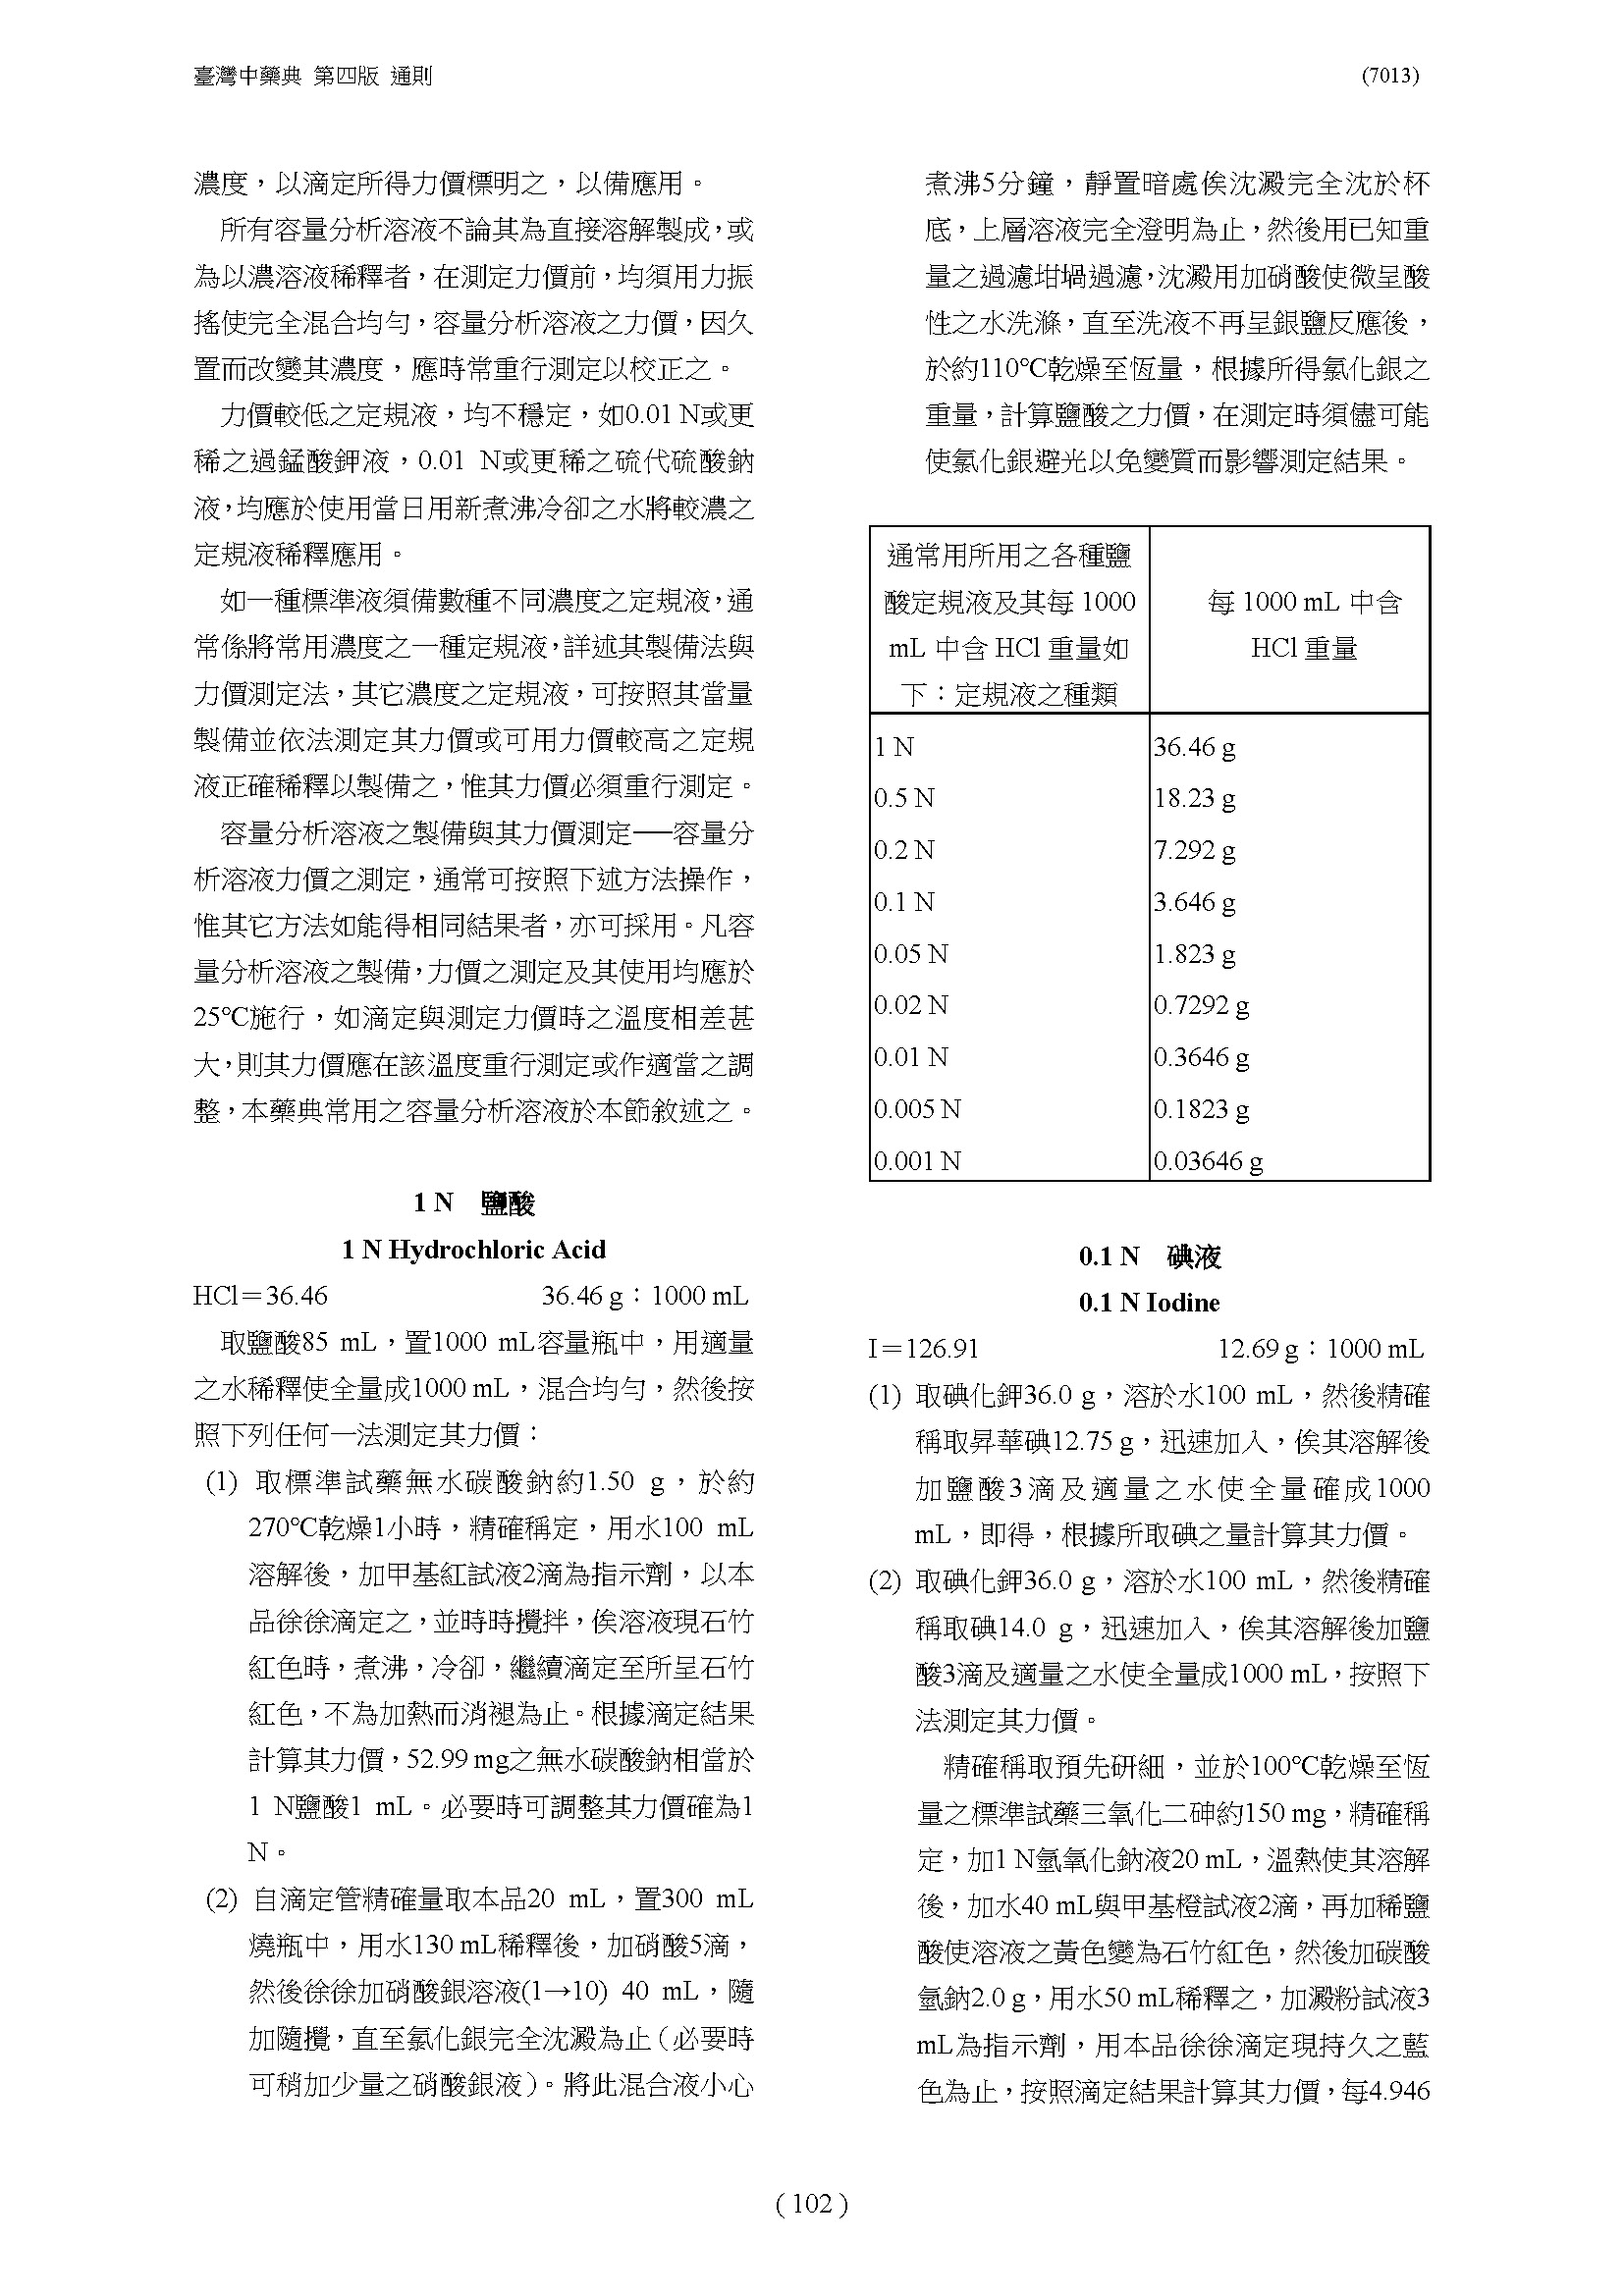 臺灣中藥典 第四版 通則
(7013)
濃度，以滴定所得力價標明之，以備應用。
所有容量分析溶液不論其為直接溶解製成，或
為以濃溶液稀釋者，在測定力價前，均須用力振
搖使完全混合均勻，容量分析溶液之力價，因久
置而改變其濃度，應時常重行測定以校正之。
力價較低之定規液，均不穩定，如0.01 N或更
稀之過錳酸鉀液，0.01 N或更稀之硫代硫酸鈉
液，均應於使用當日用新煮沸冷卻之水將較濃之
定規液稀釋應用。
如一種標準液須備數種不同濃度之定規液，通
常係將常用濃度之一種定規液，詳述其製備法與
力價測定法，其它濃度之定規液，可按照其當量
製備並依法測定其力價或可用力價較高之定規
液正確稀釋以製備之，惟其力價必須重行測定。
容量分析溶液之製備與其力價測定──容量分
析溶液力價之測定，通常可按照下述方法操作，
惟其它方法如能得相同結果者，亦可採用。凡容
量分析溶液之製備，力價之測定及其使用均應於
25℃施行，如滴定與測定力價時之溫度相差甚
大，則其力價應在該溫度重行測定或作適當之調
整，本藥典常用之容量分析溶液於本節敘述之。
1 N　鹽酸
1 N Hydrochloric Acid
HCl＝36.46　36.46 g：1000 mL
取鹽酸85 mL，置1000 mL容量瓶中，用適量
之水稀釋使全量成1000 mL，混合均勻，然後按
照下列任何一法測定其力價：
(1) 取標準試藥無水碳酸鈉約1.50 g，於約
270℃乾燥1小時，精確稱定，用水100 mL
溶解後，加甲基紅試液2滴為指示劑，以本
品徐徐滴定之，並時時攪拌，俟溶液現石竹
紅色時，煮沸，冷卻，繼續滴定至所呈石竹
紅色，不為加熱而消褪為止。根據滴定結果
計算其力價，52.99 mg之無水碳酸鈉相當於
1 N鹽酸1 mL。必要時可調整其力價確為1
N。
(2) 自滴定管精確量取本品20 mL，置300 mL
燒瓶中，用水130 mL稀釋後，加硝酸5滴，
然後徐徐加硝酸銀溶液(1→10) 40 mL，隨
加隨攪，直至氯化銀完全沈澱為止（必要時
可稍加少量之硝酸銀液）。將此混合液小心
煮沸5分鐘，靜置暗處俟沈澱完全沈於杯
底，上層溶液完全澄明為止，然後用已知重
量之過濾坩堝過濾，沈澱用加硝酸使微呈酸
性之水洗滌，直至洗液不再呈銀鹽反應後，
於約110℃乾燥至恆量，根據所得氯化銀之
重量，計算鹽酸之力價，在測定時須儘可能
使氯化銀避光以免變質而影響測定結果。
通常用所用之各種鹽
酸定規液及其每 1000
mL 中含 HCl 重量如
下：定規液之種類
每 1000 mL 中含
HCl 重量
1 N　36.46 g
0.5 N　18.23 g
0.2 N　7.292 g
0.1 N　3.646 g
0.05 N　1.823 g
0.02 N　0.7292 g
0.01 N　0.3646 g
0.005 N　0.1823 g
0.001 N　0.03646 g
0.1 N　碘液
0.1 N Iodine
I＝126.91　12.69 g：1000 mL
(1) 取碘化鉀36.0 g，溶於水100 mL，然後精確
稱取昇華碘12.75 g，迅速加入，俟其溶解後
加鹽酸3滴及適量之水使全量確成1000
mL，即得，根據所取碘之量計算其力價。
(2) 取碘化鉀36.0 g，溶於水100 mL，然後精確
稱取碘14.0 g，迅速加入，俟其溶解後加鹽
酸3滴及適量之水使全量成1000 mL，按照下
法測定其力價。
精確稱取預先研細，並於100℃乾燥至恆
量之標準試藥三氧化二砷約150 mg，精確稱
定，加1 N氫氧化鈉液20 mL，溫熱使其溶解
後，加水40 mL與甲基橙試液2滴，再加稀鹽
酸使溶液之黃色變為石竹紅色，然後加碳酸
氫鈉2.0 g，用水50 mL稀釋之，加澱粉試液3
mL為指示劑，用本品徐徐滴定現持久之藍
色為止，按照滴定結果計算其力價，每4.946
( 102 )